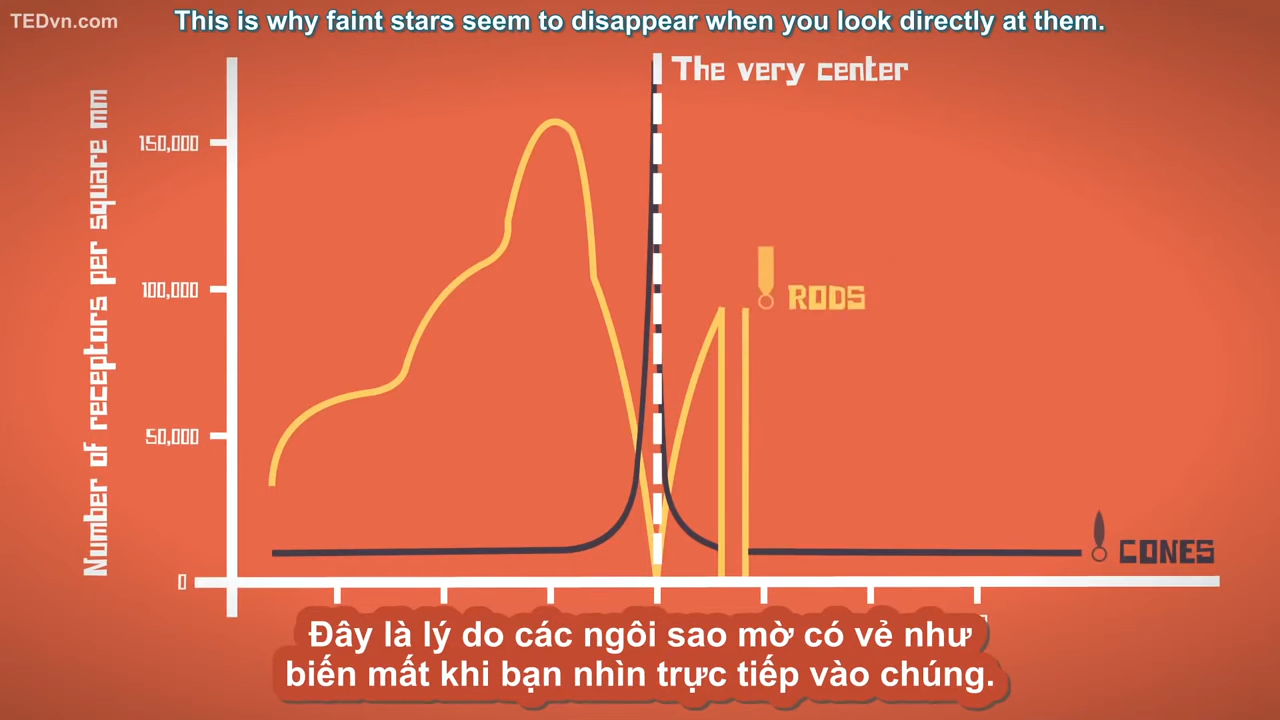 TEDvn.com
This is why faint stars seem to disappear when you look directly at them.
The very center
Number of receptors per square mm
150,000
100,000
50,000
0
RODS
CONES
Đây là lý do các ngôi sao mờ có vẻ như
biến mất khi bạn nhìn trực tiếp vào chúng.